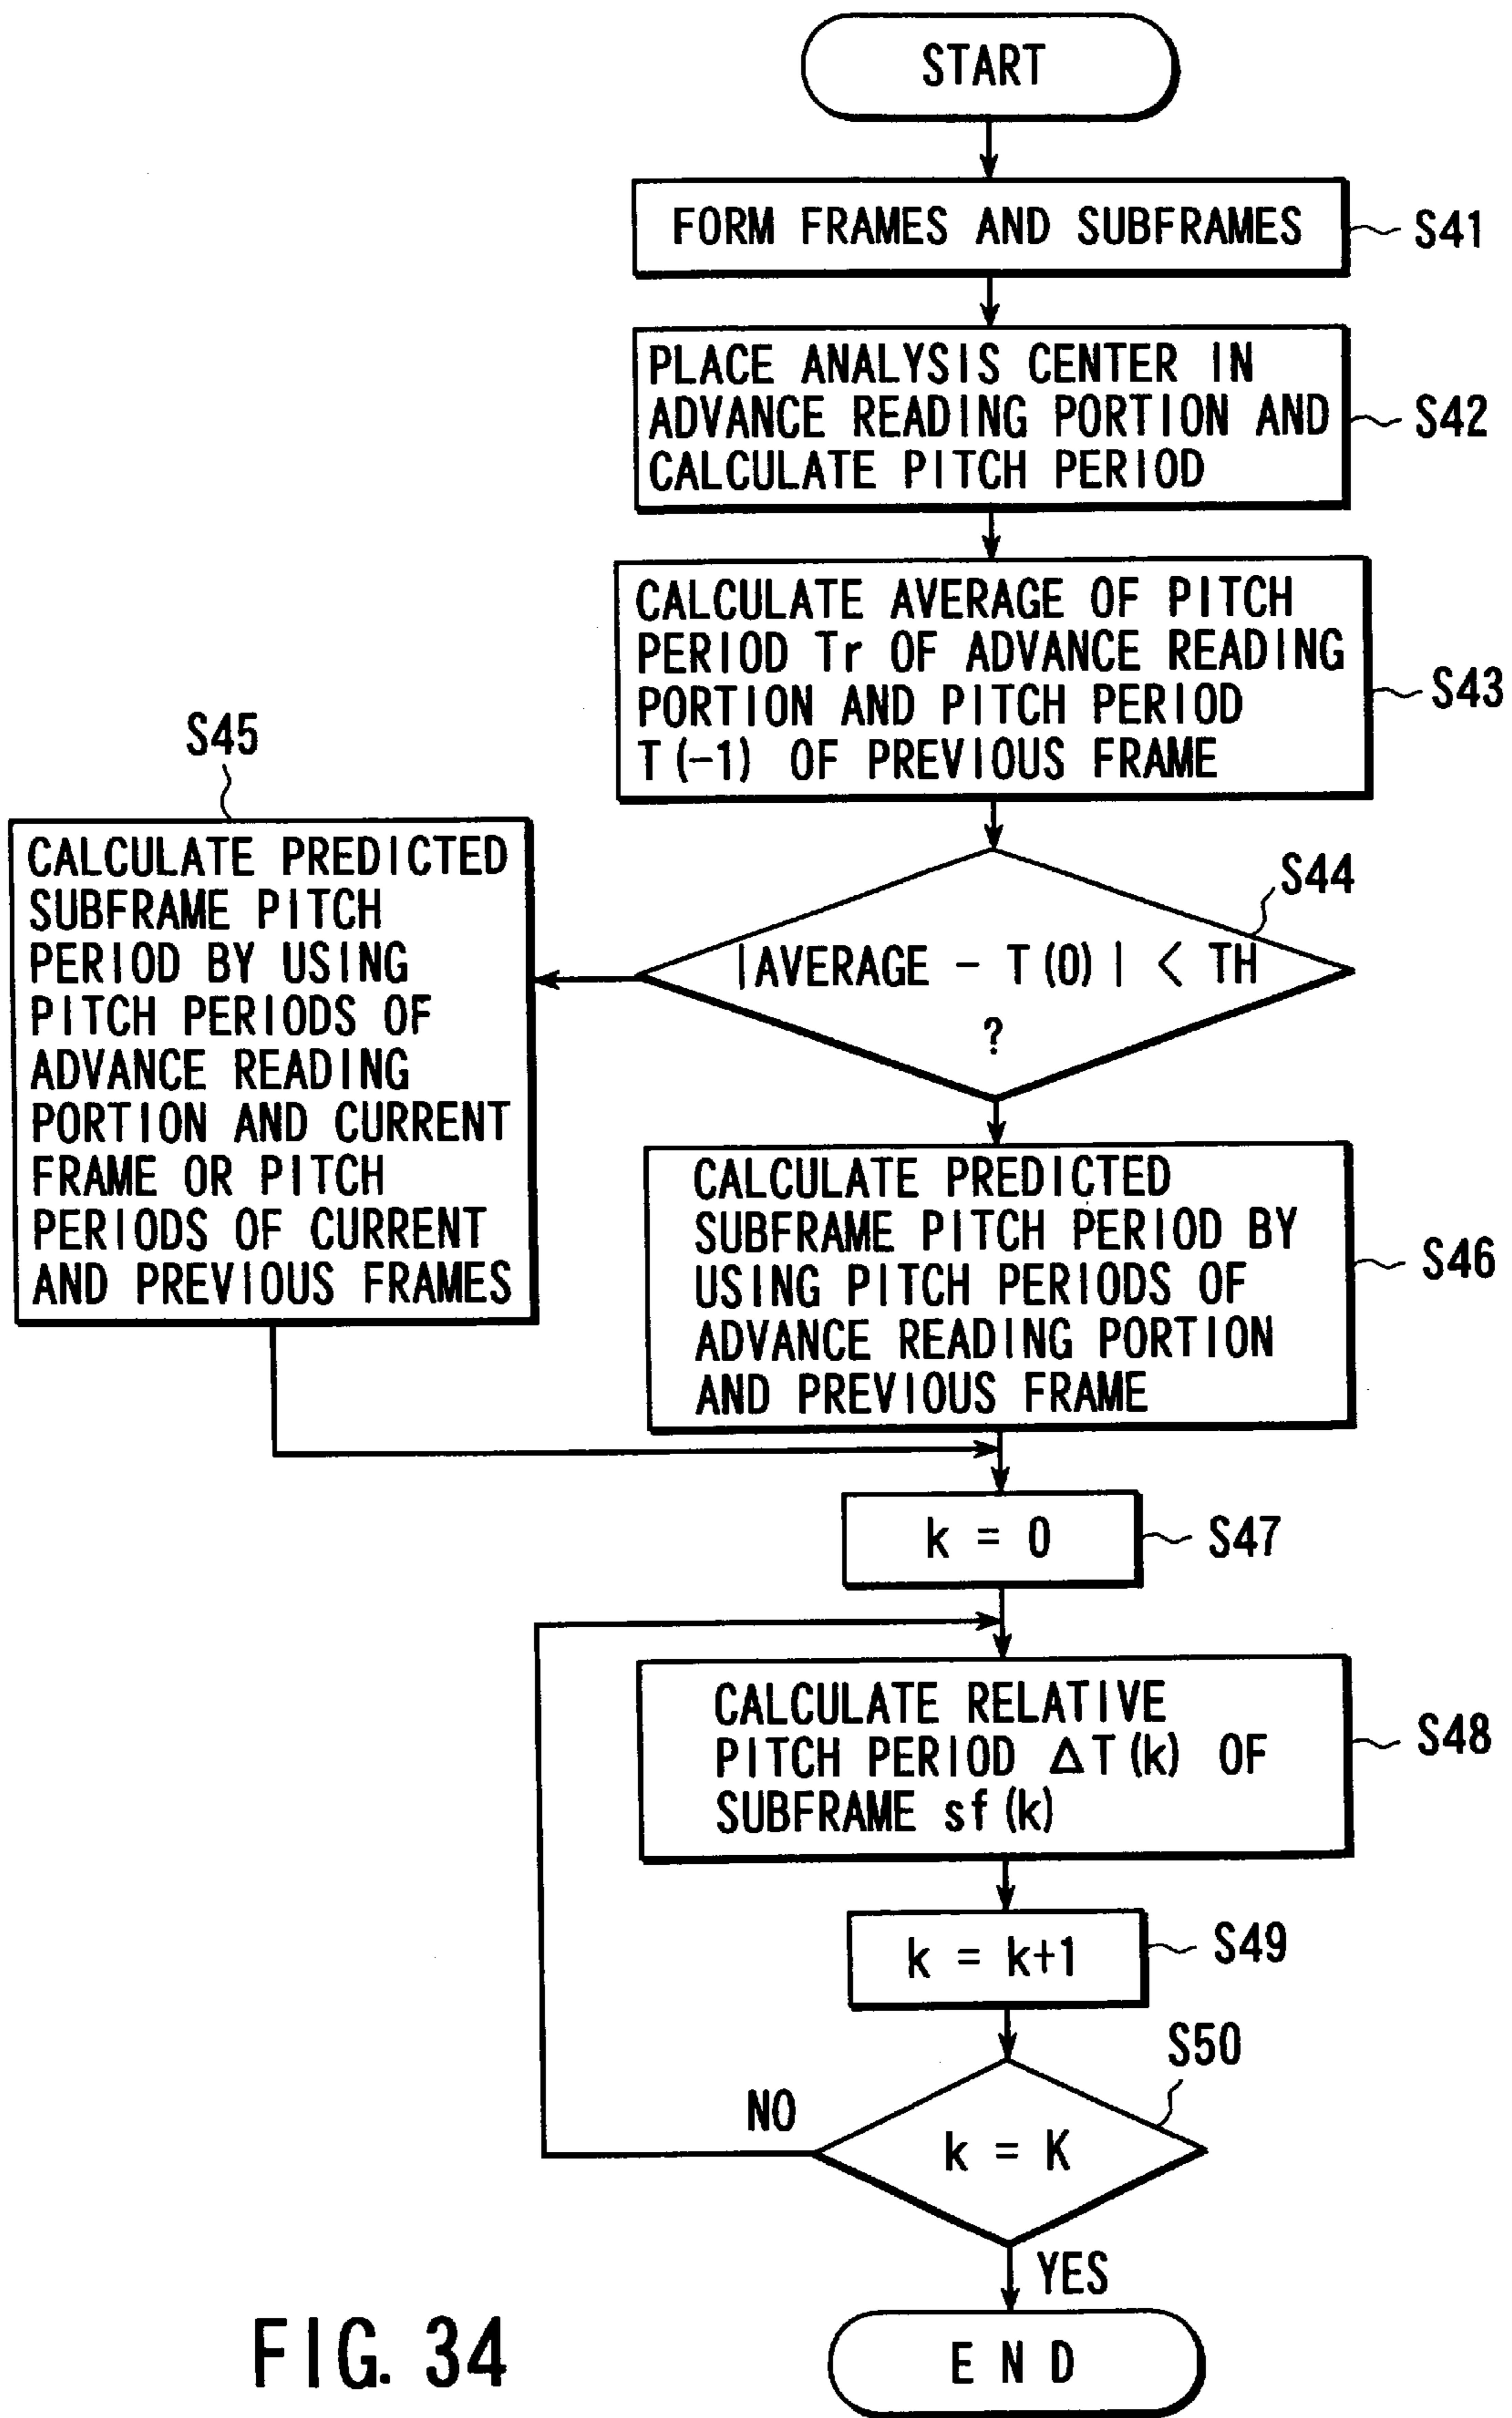 START
FORM FRAMES AND SUBFRAMES
S41
PLACE ANALYSIS CENTER IN
ADVANCE READING PORTION AND
CALCULATE PITCH PERIOD
S42
CALCULATE AVERAGE OF PITCH
PERIOD Tr OF ADVANCE READING
PORTION AND PITCH PERIOD
T(-1) OF PREVIOUS FRAME
S43
S44
|AVERAGE - T(0)| < TH
?
S45
CALCULATE PREDICTED
SUBFRAME PITCH
PERIOD BY USING
PITCH PERIODS OF
ADVANCE READING
PORTION AND CURRENT
FRAME OR PITCH
PERIODS OF CURRENT
AND PREVIOUS FRAMES
CALCULATE PREDICTED
SUBFRAME PITCH PERIOD BY
USING PITCH PERIODS OF
ADVANCE READING PORTION
AND PREVIOUS FRAME
S46
k = 0
S47
CALCULATE RELATIVE
PITCH PERIOD ΔT(k) OF
SUBFRAME sf(k)
S48
k = k+1
S49
S50
k = K
NO
YES
END
FIG. 34